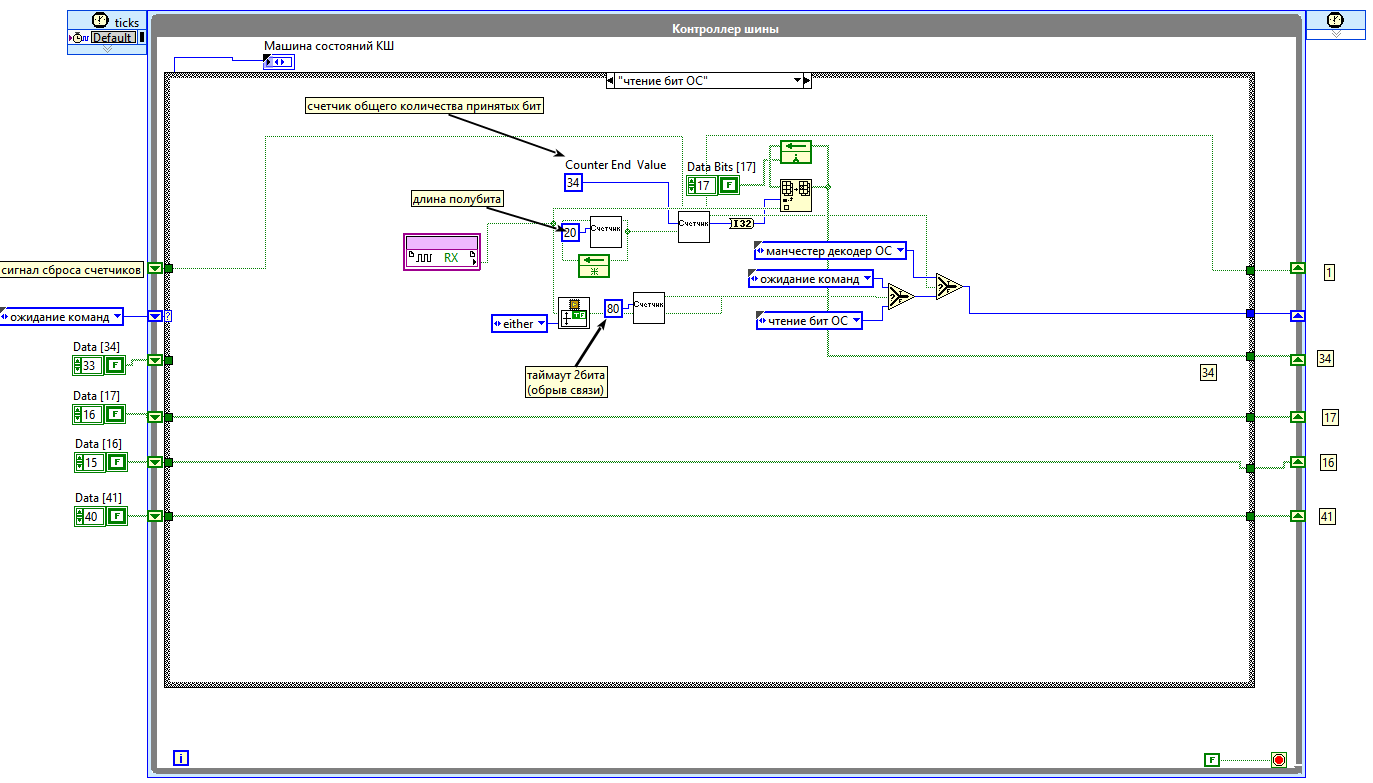 ticks
Default
Контроллер шины
Машина состояний КШ
"чтение бит ОС"
счетчик общего количества принятых бит
Counter End Value
34
Data Bits [17]
17 F
длина полубита
20
Счетчик
Счетчик
I32
RX
сигнал сброса счетчиков
манчестер декодер ОС
1
ожидание команд
ожидание команд
80
Счетчик
either
чтение бит ОС
Data [34]
33 F
34
таймаут 2бита
(обрыв связи)
34
Data [17]
16 F
17
Data [16]
15 F
16
Data [41]
40 F
41
i
F